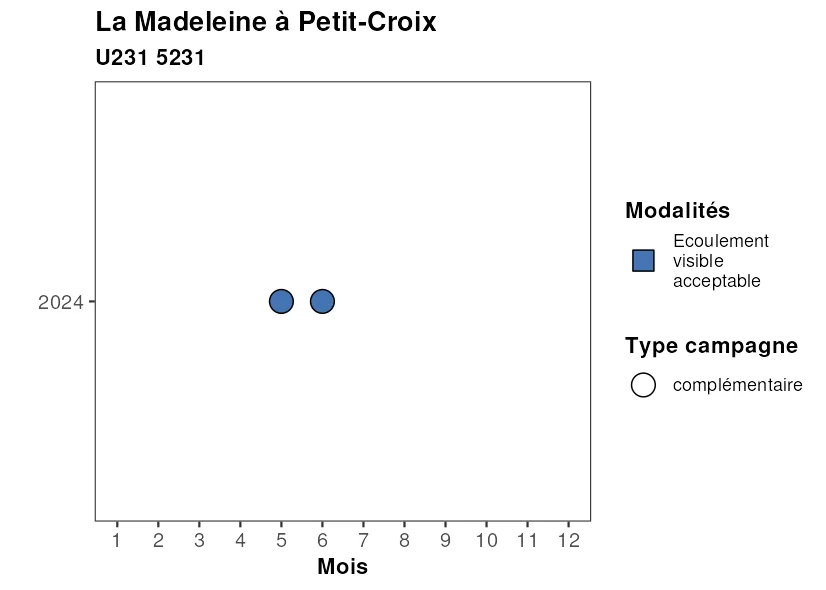 La Madeleine à Petit-Croix
U231 5231
Modalités
Ecoulement
visible
acceptable
2024
Type campagne
complémentaire
1 2 3 4 5 6 7 8 9 10 11 12
Mois